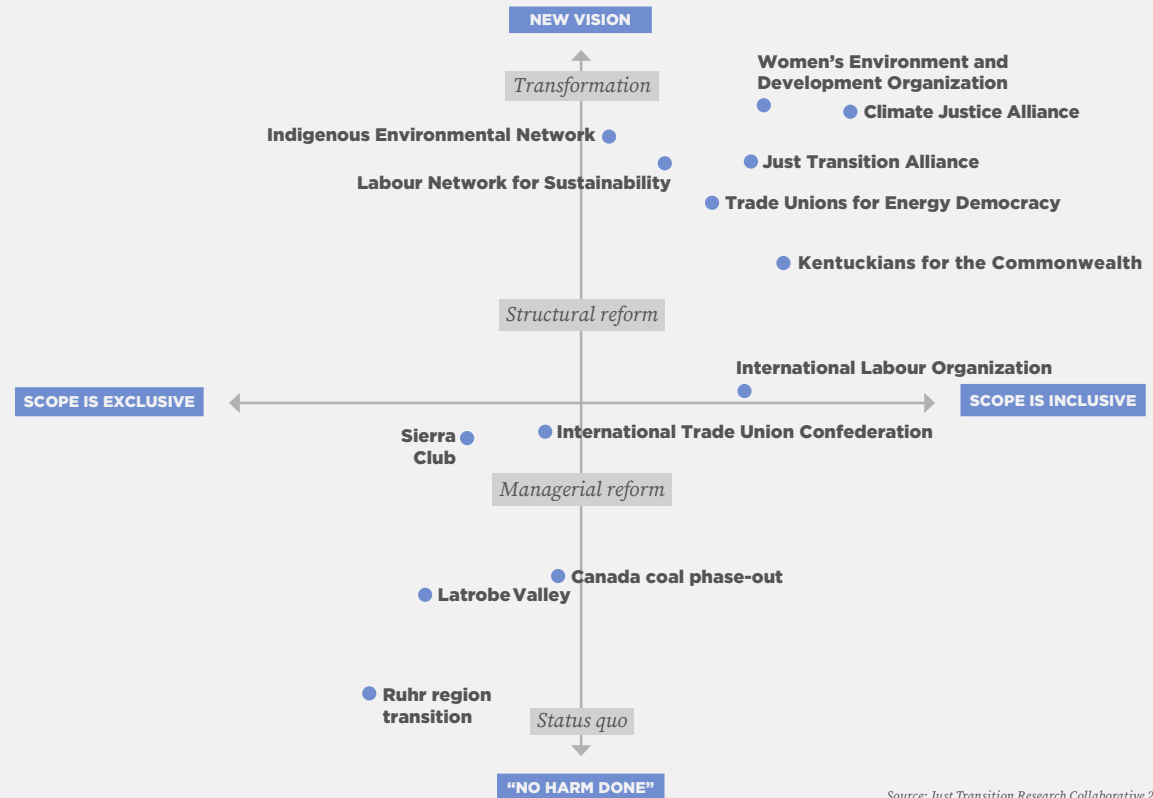 NEW VISION
Transformation
Women's Environment and
Development Organization
Climate Justice Alliance
Indigenous Environmental Network
Just Transition Alliance
Labour Network for Sustainability
Trade Unions for Energy Democracy
Kentuckians for the Commonwealth
Structural reform
International Labour Organization
SCOPE IS EXCLUSIVE
SCOPE IS INCLUSIVE
Sierra
Club
International Trade Union Confederation
Managerial reform
Canada coal phase-out
Latrobe Valley
Ruhr region
transition
Status quo
“NO HARM DONE”
Source: Just Transition Research Collaborative